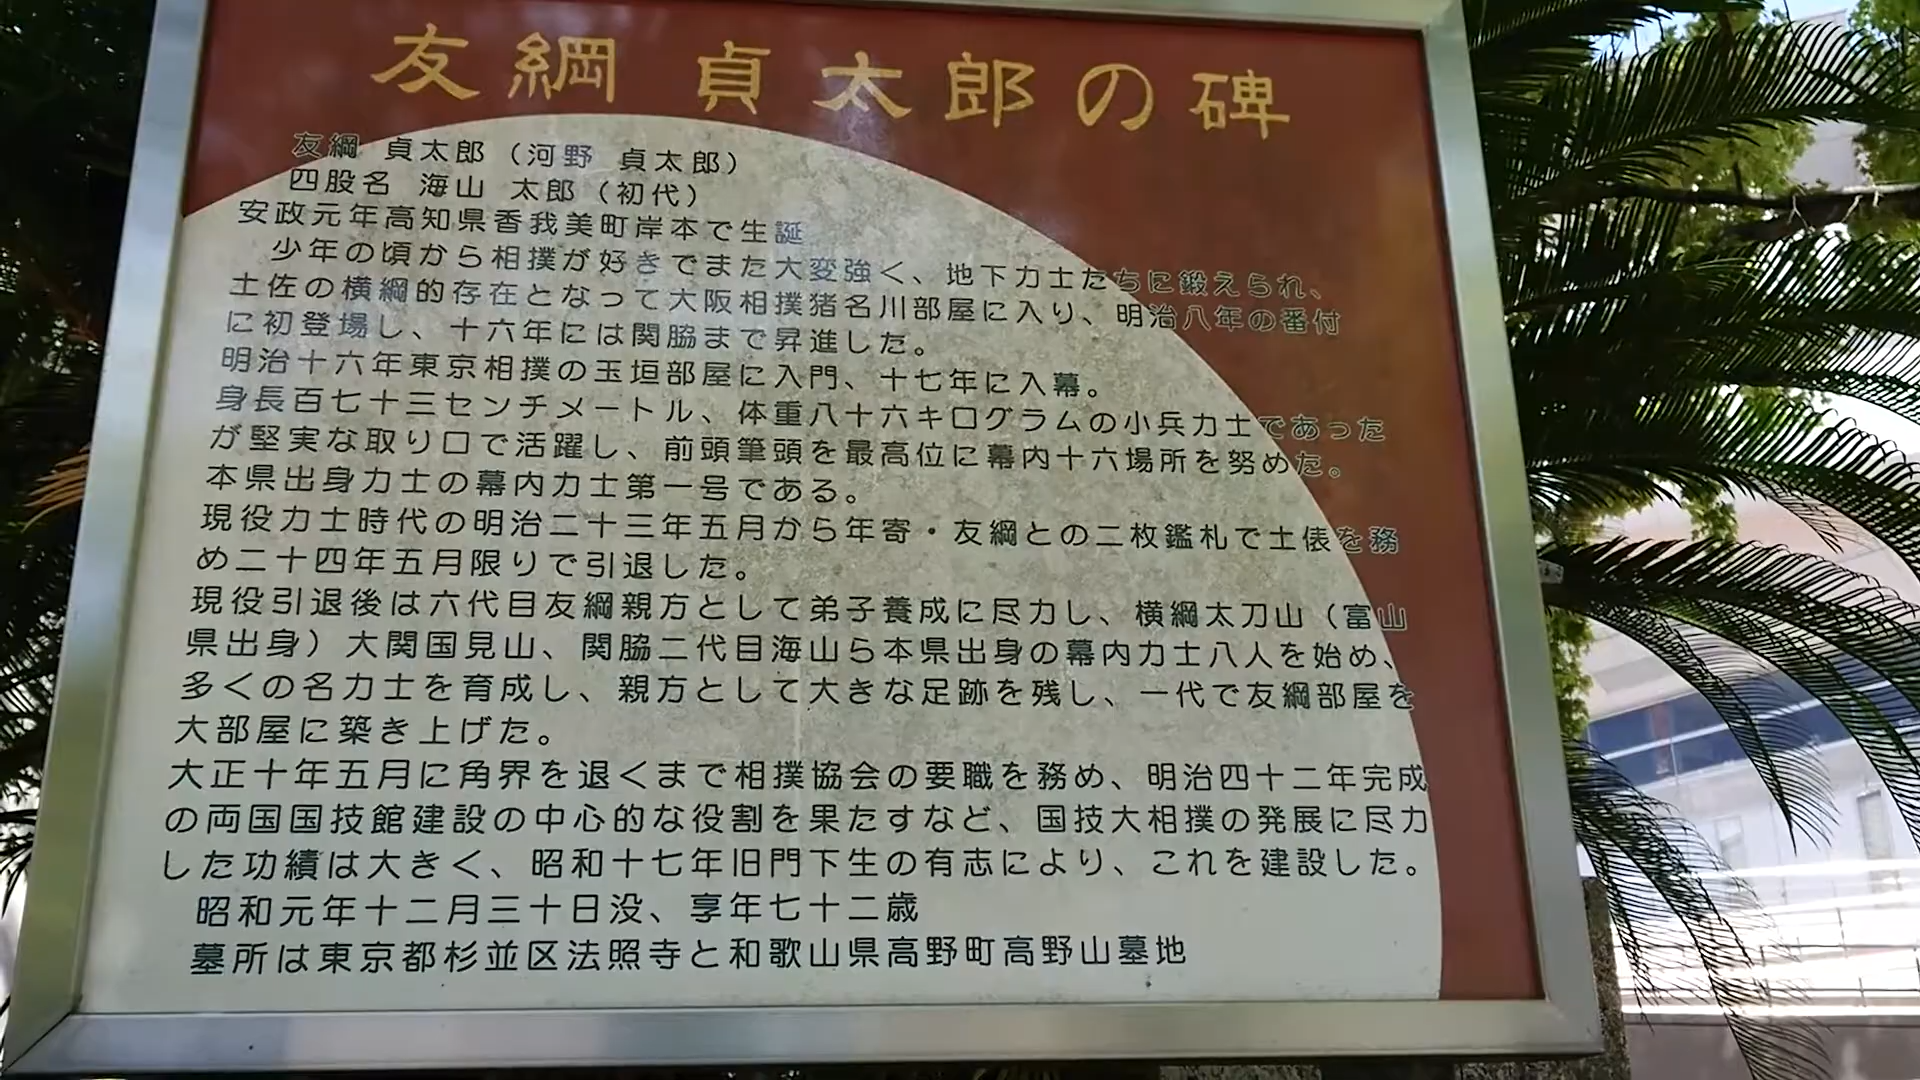 友綱 貞太郎の碑
友綱 貞太郎（河野 貞太郎）
四股名 海山 太郎（初代）
安政元年高知県香我美町岸本で生誕
少年の頃から相撲が好きでまた大変強く、地下力士たちに鍛えられ、
土佐の横綱的存在となって大阪相撲猪名川部屋に入り、明治八年の番付
に初登場し、十六年には関脇まで昇進した。
明治十六年東京相撲の玉垣部屋に入門、十七年に入幕。
身長百七十三センチメートル、体重八十六キログラムの小兵力士であった
が堅実な取り口で活躍し、前頭筆頭を最高位に幕内十六場所を努めた。
本県出身力士の幕内力士第一号である。
現役力士時代の明治二十三年五月から年寄・友綱との二枚鑑札で土俵を務
め二十四年五月限りで引退した。
現役引退後は六代目友綱親方として弟子養成に尽力し、横綱太刀山（富山
県出身）大関国見山、関脇二代目海山ら本県出身の幕内力士八人を始め、
多くの名力士を育成し、親方として大きな足跡を残し、一代で友綱部屋を
大部屋に築き上げた。
大正十年五月に角界を退くまで相撲協会の要職を務め、明治四十二年完成
の両国国技館建設の中心的な役割を果たすなど、国技大相撲の発展に尽力
した功績は大きく、昭和十七年旧門下生の有志により、これを建設した。
昭和元年十二月三十日没、享年七十二歳
墓所は東京都杉並区法照寺と和歌山県高野町高野山墓地